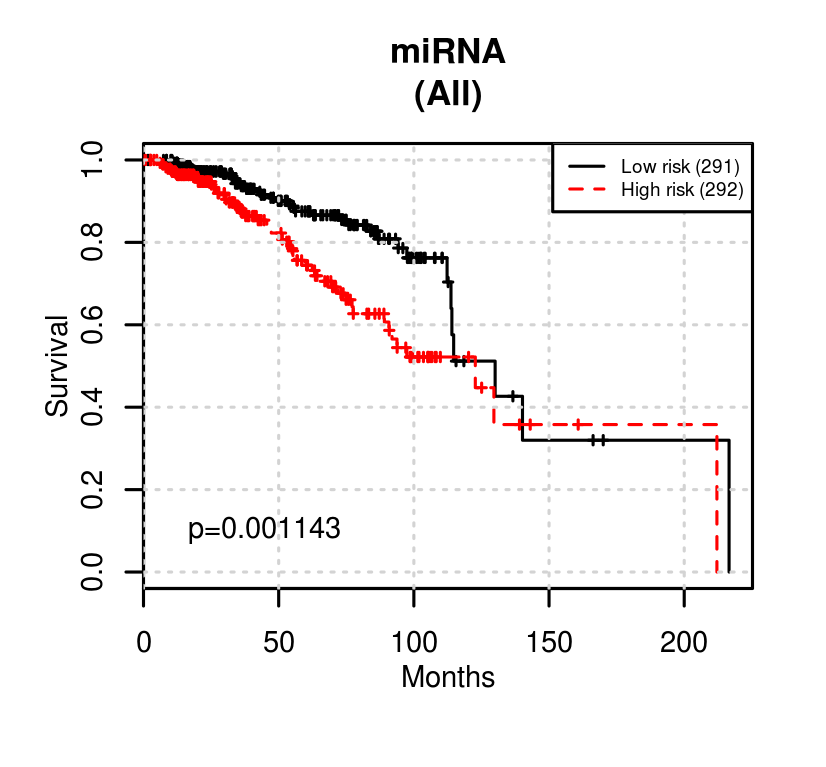 miRNA
(All)
Low risk (291)
High risk (292)
Survival
1.0
0.8
0.6
0.4
0.2
0.0
p=0.001143
0 50 100 150 200
Months